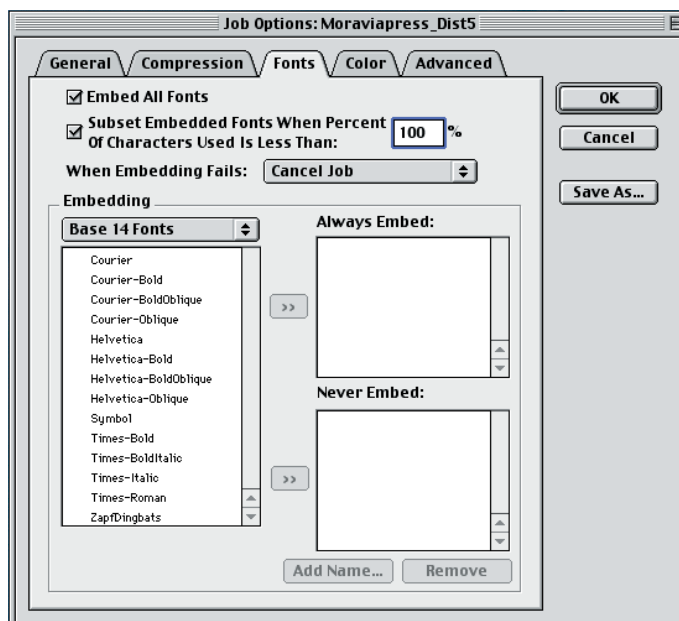 Job Options: Moraviapress_Dist5
General
Compression
Fonts
Color
Advanced
Embed All Fonts
Subset Embedded Fonts When Percent
Of Characters Used Is Less Than:
100 %
When Embedding Fails: Cancel Job
OK
Cancel
Save As...
Embedding
Base 14 Fonts
Courier
Courier-Bold
Courier-BoldOblique
Courier-Oblique
Helvetica
Helvetica-Bold
Helvetica-BoldOblique
Helvetica-Oblique
Symbol
Times-Bold
Times-BoldItalic
Times-Italic
Times-Roman
ZapfDingbats
>>
>>
Always Embed:
Never Embed:
Add Name...
Remove